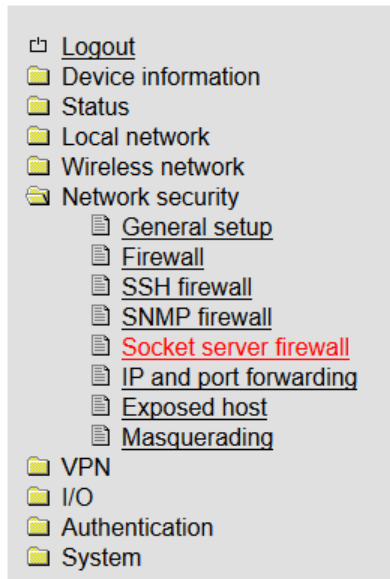 Logout
Device information
Status
Local network
Wireless network
Network security
General setup
Firewall
SSH firewall
SNMP firewall
Socket server firewall
IP and port forwarding
Exposed host
Masquerading
VPN
I/O
Authentication
System